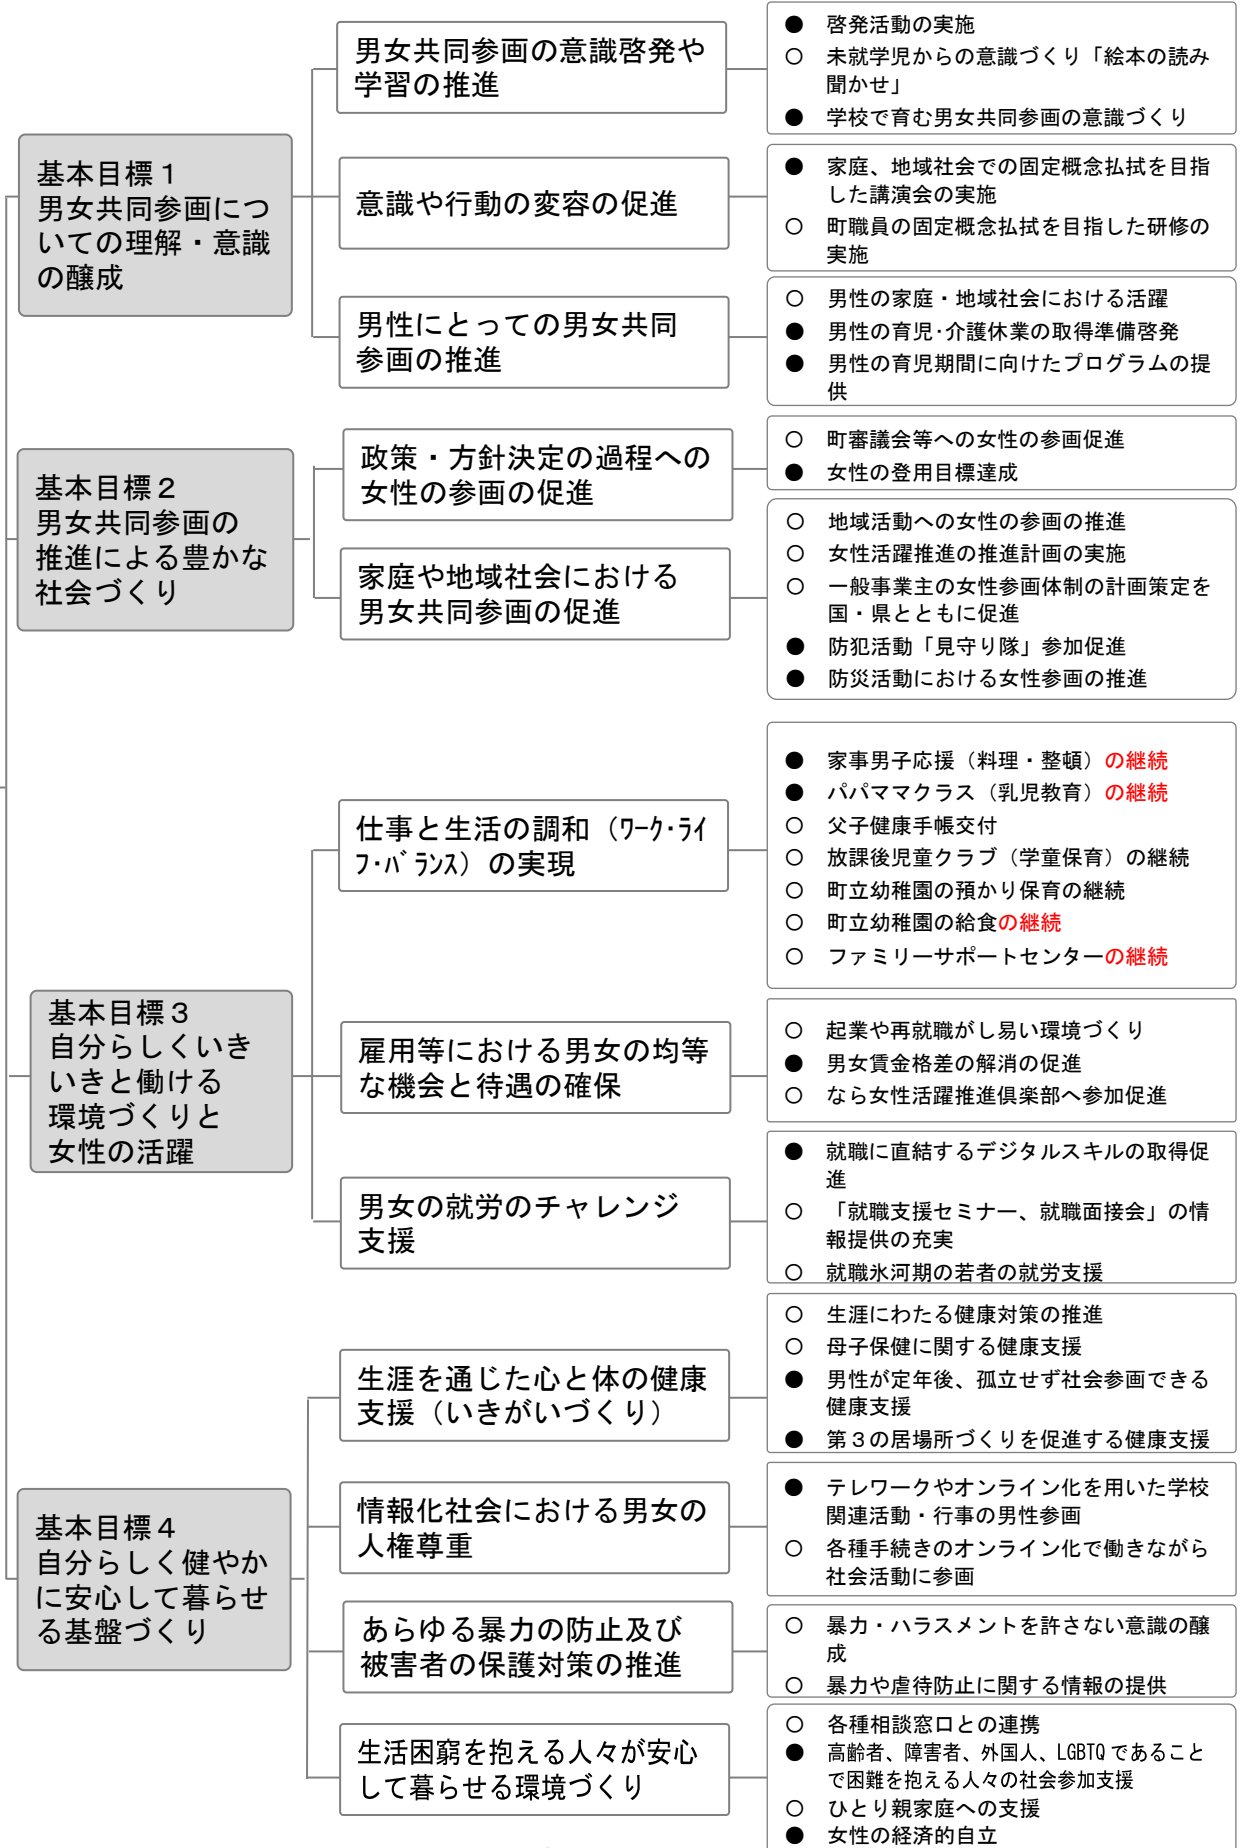 基本目標１
男女共同参画につ
いての理解・意識
の醸成
男女共同参画の意識啓発や
学習の推進
● 啓発活動の実施
○ 未就学児からの意識づくり「絵本の読み
聞かせ」
● 学校で育む男女共同参画の意識づくり
意識や行動の変容の促進
● 家庭、地域社会での固定概念払拭を目指
した講演会の実施
○ 町職員の固定概念払拭を目指した研修の
実施
男性にとっての男女共同
参画の推進
○ 男性の家庭・地域社会における活躍
● 男性の育児･介護休業の取得準備啓発
● 男性の育児期間に向けたプログラムの提
供
基本目標２
男女共同参画の
推進による豊かな
社会づくり
政策・方針決定の過程への
女性の参画の促進
○ 町審議会等への女性の参画促進
● 女性の登用目標達成
家庭や地域社会における
男女共同参画の促進
○ 地域活動への女性の参画の推進
○ 女性活躍推進の推進計画の実施
○ 一般事業主の女性参画体制の計画策定を
国・県とともに促進
● 防犯活動「見守り隊」参加促進
● 防災活動における女性参画の推進
基本目標３
自分らしくいき
いきと働ける
環境づくりと
女性の活躍
仕事と生活の調和（ﾜｰｸ･ﾗｲ
ﾌ･ﾊﾞﾗﾝｽ）の実現
● 家事男子応援（料理・整頓）の継続
● パパママクラス（乳児教育）の継続
○ 父子健康手帳交付
○ 放課後児童クラブ（学童保育）の継続
○ 町立幼稚園の預かり保育の継続
○ 町立幼稚園の給食の継続
○ ファミリーサポートセンターの継続
雇用等における男女の均等
な機会と待遇の確保
○ 起業や再就職がし易い環境づくり
● 男女賃金格差の解消の促進
○ なら女性活躍推進倶楽部へ参加促進
男女の就労のチャレンジ
支援
● 就職に直結するデジタルスキルの取得促
進
○ 「就職支援セミナー、就職面接会」の情
報提供の充実
○ 就職氷河期の若者の就労支援
基本目標４
自分らしく健やか
に安心して暮らせ
る基盤づくり
生涯を通じた心と体の健康
支援（いきがいづくり）
○ 生涯にわたる健康対策の推進
○ 母子保健に関する健康支援
● 男性が定年後、孤立せず社会参画できる
健康支援
● 第３の居場所づくりを促進する健康支援
情報化社会における男女の
人権尊重
● テレワークやオンライン化を用いた学校
関連活動・行事の男性参画
○ 各種手続きのオンライン化で働きながら
社会活動に参画
あらゆる暴力の防止及び
被害者の保護対策の推進
○ 暴力・ハラスメントを許さない意識の醸
成
○ 暴力や虐待防止に関する情報の提供
生活困窮を抱える人々が安心
して暮らせる環境づくり
○ 各種相談窓口との連携
● 高齢者、障害者、外国人、LGBTQであること
で困難を抱える人々の社会参加支援
○ ひとり親家庭への支援
● 女性の経済的自立